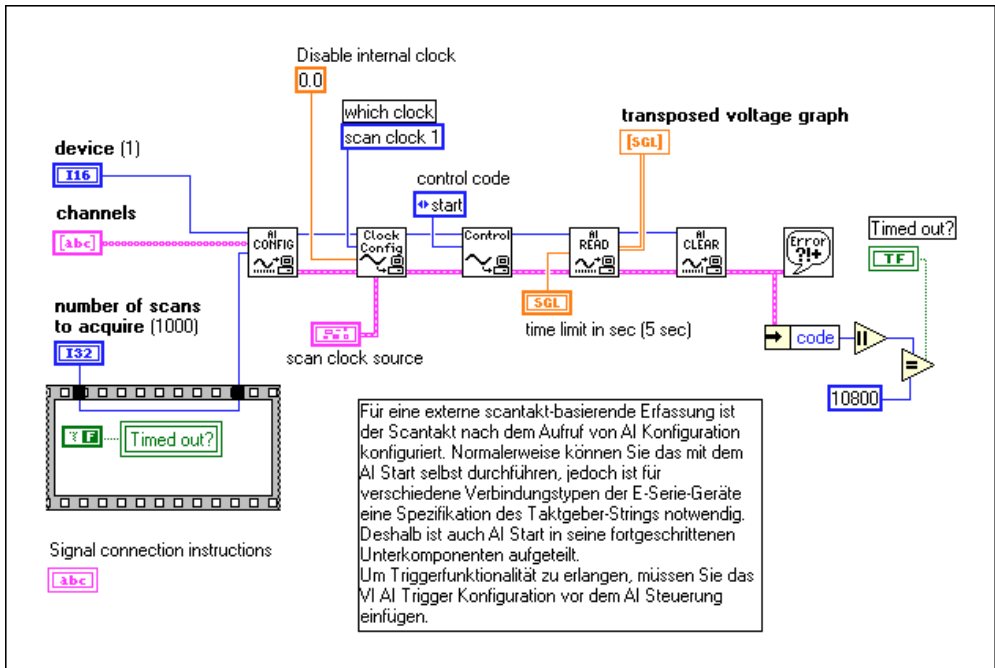 Disable internal clock
0.0
which clock
scan clock 1
transposed voltage graph
[SGL]
device (1)
I16
control code
start
channels
[abc]
AI CONFIG
Clock Config
Control
AI READ
AI CLEAR
Error ?!+
Timed out?
TF
number of scans
to acquire (1000)
I32
SGL
time limit in sec (5 sec)
scan clock source
code
=
10800
F
Timed out?
Für eine externe scantakt-basierende Erfassung ist
der Scantakt nach dem Aufruf von AI Konfiguration
konfiguriert. Normalerweise können Sie das mit dem
AI Start selbst durchführen, jedoch ist für
verschiedene Verbindungstypen der E-Serie-Geräte
eine Spezifikation des Taktgeber-Strings notwendig.
Deshalb ist auch AI Start in seine fortgeschrittenen
Unterkomponenten aufgeteilt.
Um Triggerfunktionalität zu erlangen, müssen Sie das
VI AI Trigger Konfiguration vor dem AI Steuerung
einfügen.
Signal connection instructions
abc